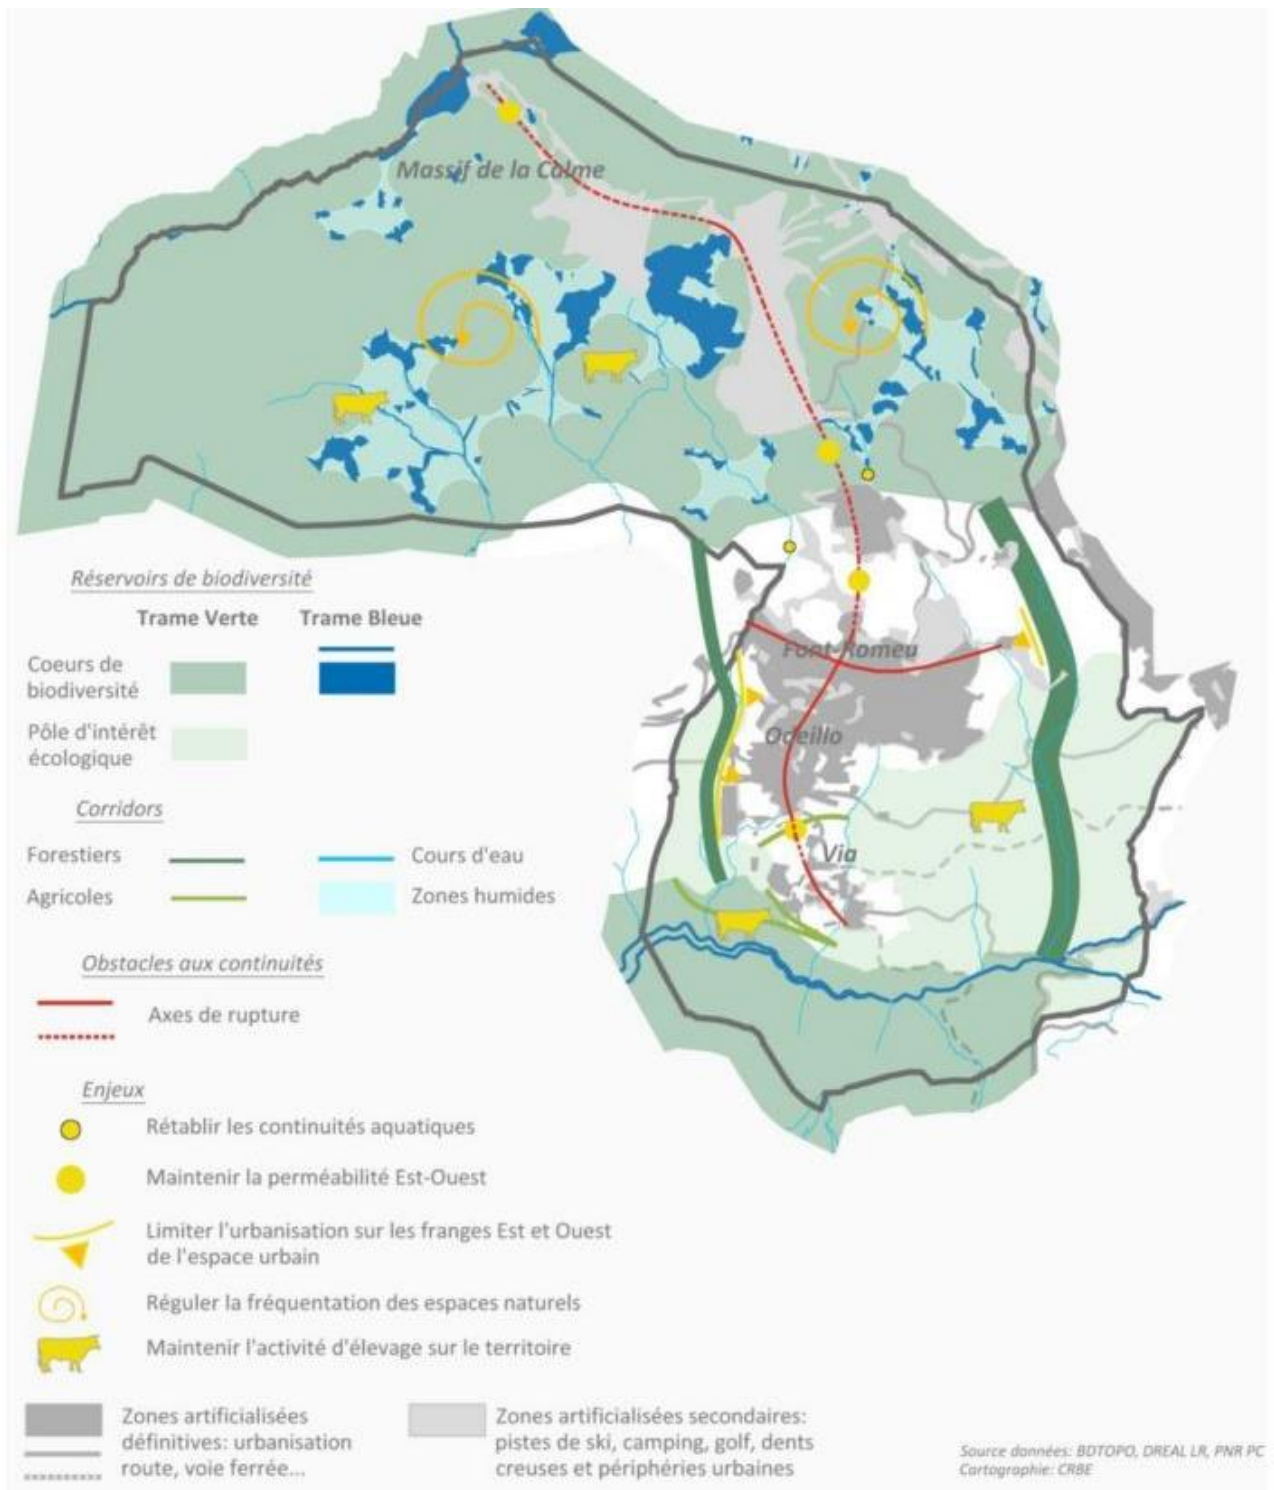 Massif de la Calme
Réservoirs de biodiversité
Trame Verte
Trame Bleue
Coeurs de
biodiversité
Pôle d'intérêt
écologique
Font-Romeu
Odeillo
Via
Corridors
Forestiers
Cours d'eau
Agricoles
Zones humides
Obstacles aux continuités
Axes de rupture
Enjeux
Rétablir les continuités aquatiques
Maintenir la perméabilité Est-Ouest
Limiter l'urbanisation sur les franges Est et Ouest
de l'espace urbain
Réguler la fréquentation des espaces naturels
Maintenir l'activité d'élevage sur le territoire
Zones artificialisées
définitives: urbanisation
route, voie ferrée...
Zones artificialisées secondaires:
pistes de ski, camping, golf, dents
creuses et périphéries urbaines
Source données: BDTOPO, DREAL LR, PNR PC
Cartographie: CRBE